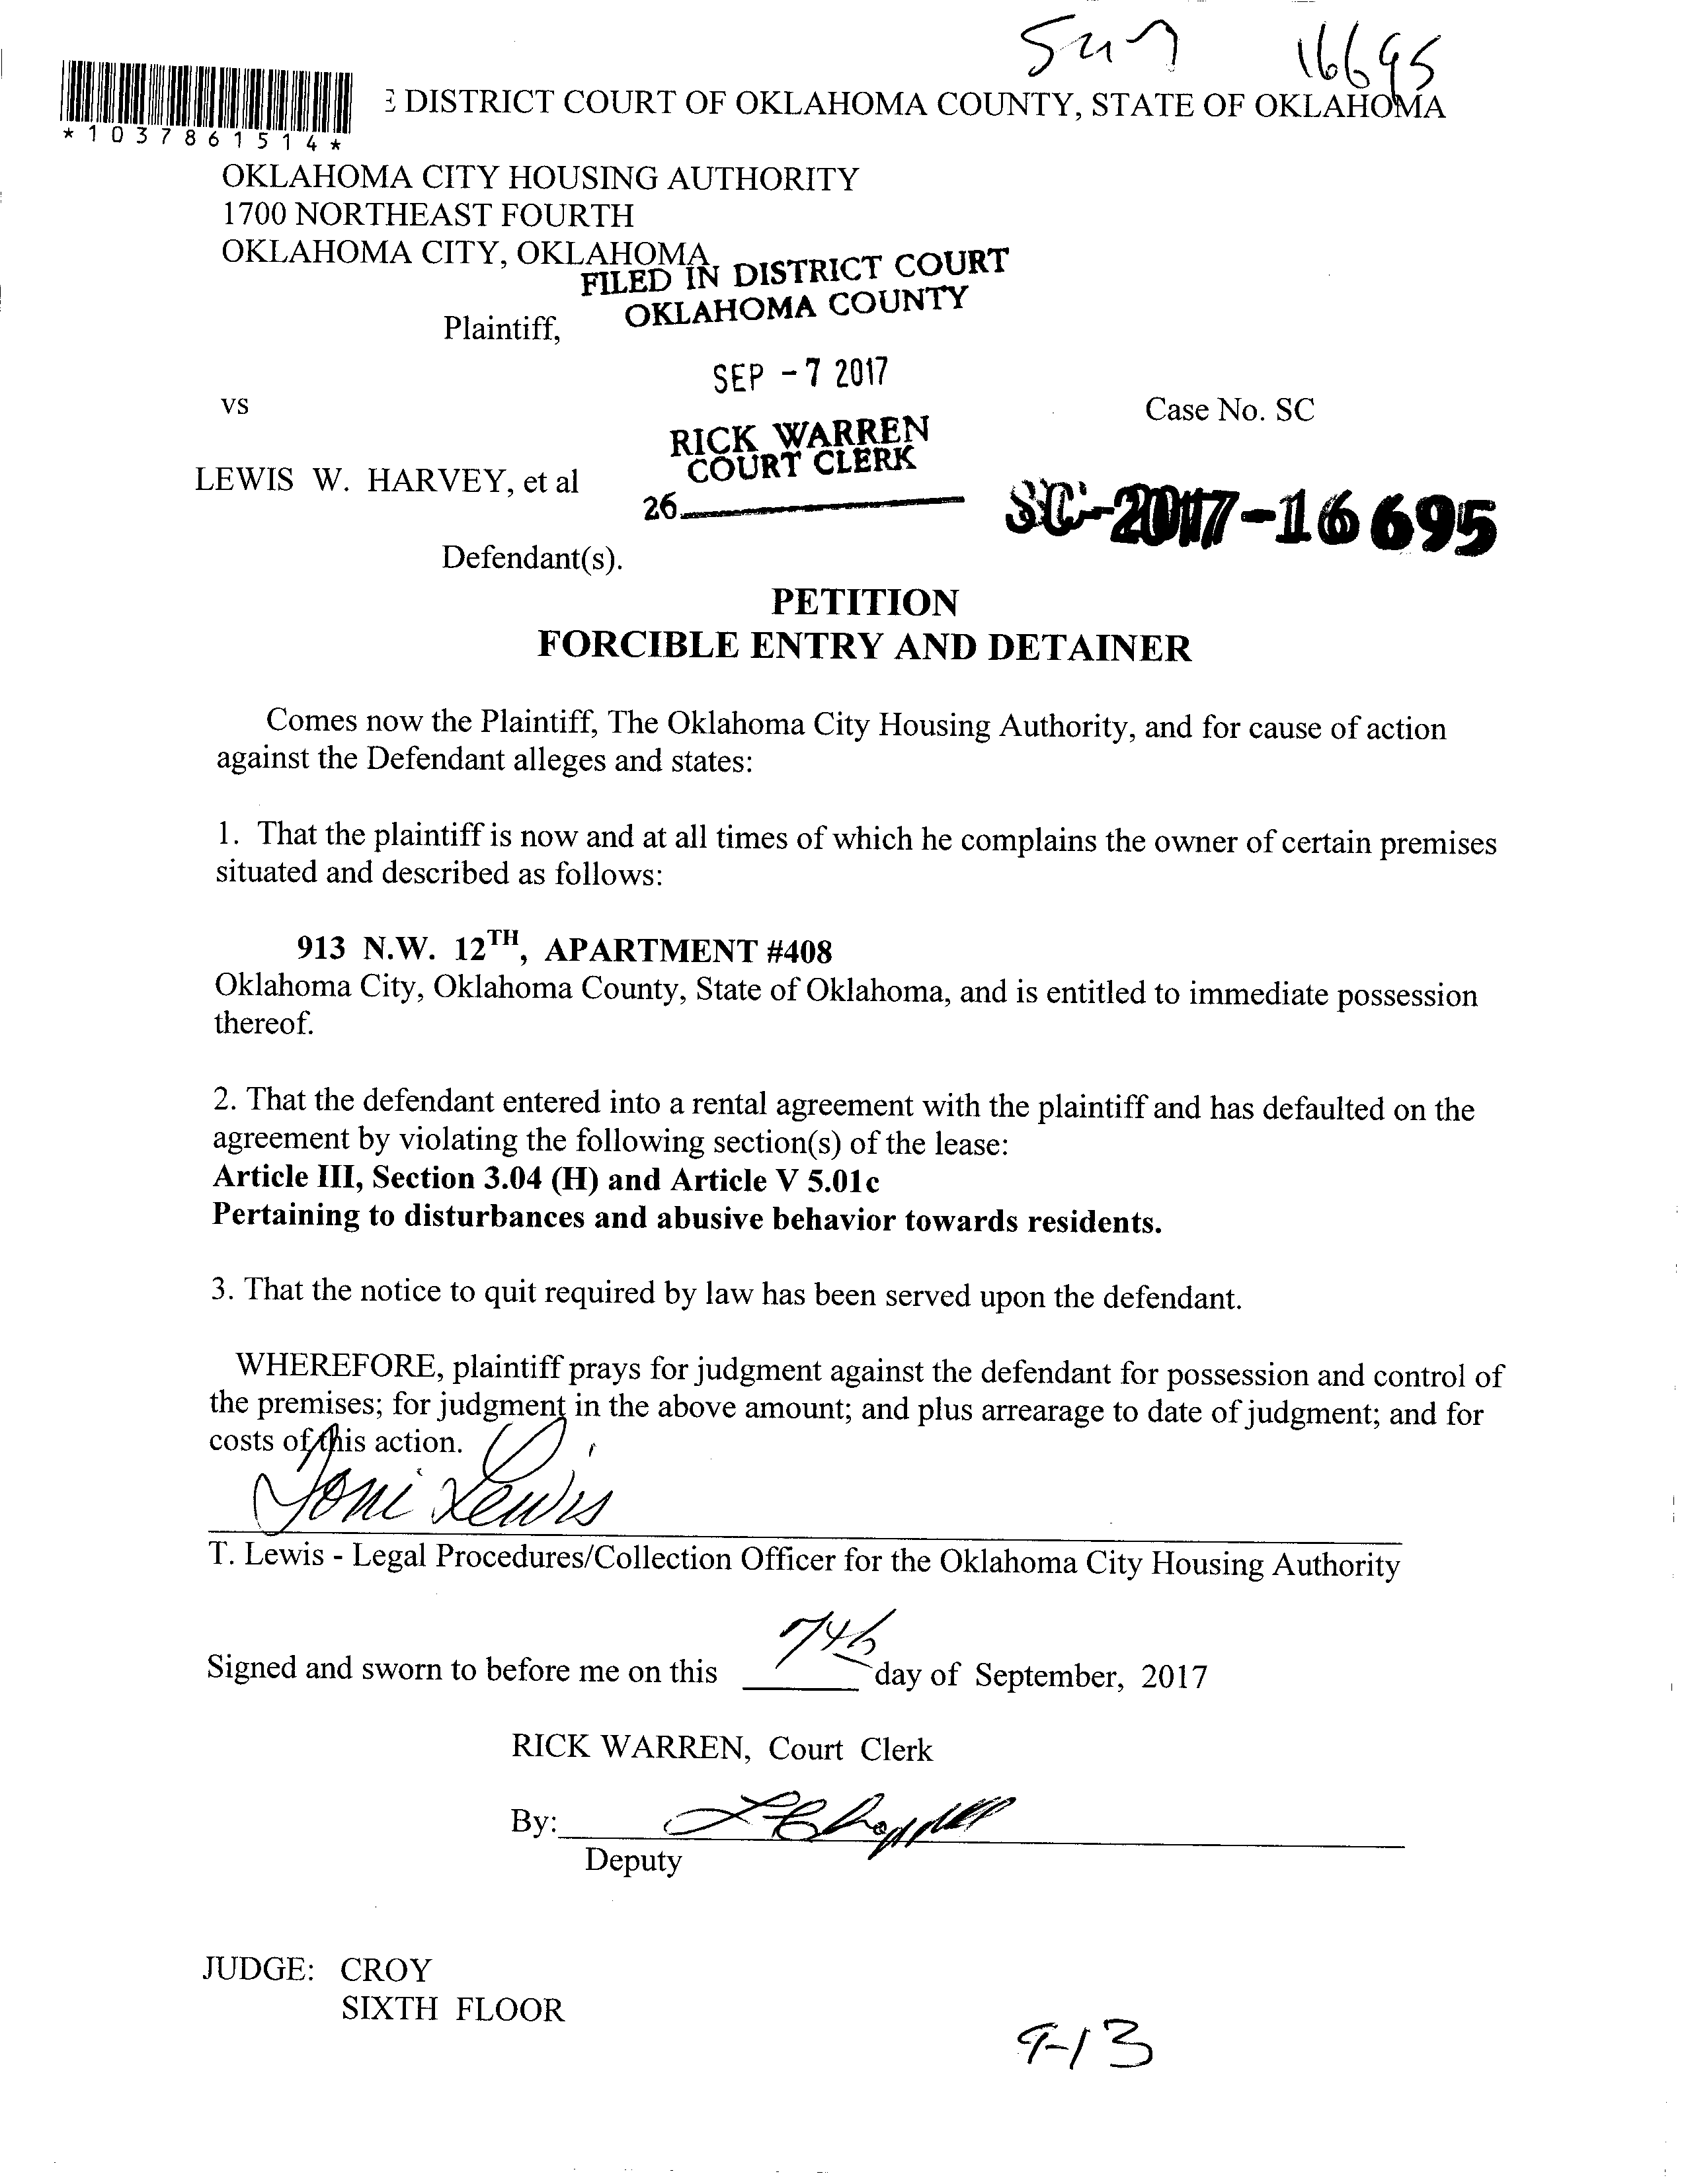 16695
DISTRICT COURT OF OKLAHOMA COUNTY, STATE OF OKLAHOMA
*1037861514*
OKLAHOMA CITY HOUSING AUTHORITY
1700 NORTHEAST FOURTH
OKLAHOMA CITY, OKLAHOMA
FILED IN DISTRICT COURT
OKLAHOMA COUNTY
Plaintiff,
SEP -7 2017
vs
Case No. SC
RICK WARREN
COURT CLERK
LEWIS W. HARVEY, et al
26
SC-2017-16695
Defendant(s).
PETITION
FORCIBLE ENTRY AND DETAINER
Comes now the Plaintiff, The Oklahoma City Housing Authority, and for cause of action
against the Defendant alleges and states:
1. That the plaintiff is now and at all times of which he complains the owner of certain premises
situated and described as follows:
913 N.W. 12TH, APARTMENT #408
Oklahoma City, Oklahoma County, State of Oklahoma, and is entitled to immediate possession
thereof.
2. That the defendant entered into a rental agreement with the plaintiff and has defaulted on the
agreement by violating the following section(s) of the lease:
Article III, Section 3.04 (H) and Article V 5.01c
Pertaining to disturbances and abusive behavior towards residents.
3. That the notice to quit required by law has been served upon the defendant.
WHEREFORE, plaintiff prays for judgment against the defendant for possession and control of
the premises; for judgment in the above amount; and plus arrearage to date of judgment; and for
costs of this action.
Toni Lewis
T. Lewis - Legal Procedures/Collection Officer for the Oklahoma City Housing Authority
Signed and sworn to before me on this 7th day of September, 2017
RICK WARREN, Court Clerk
By:
Deputy
JUDGE: CROY
SIXTH FLOOR
9-13